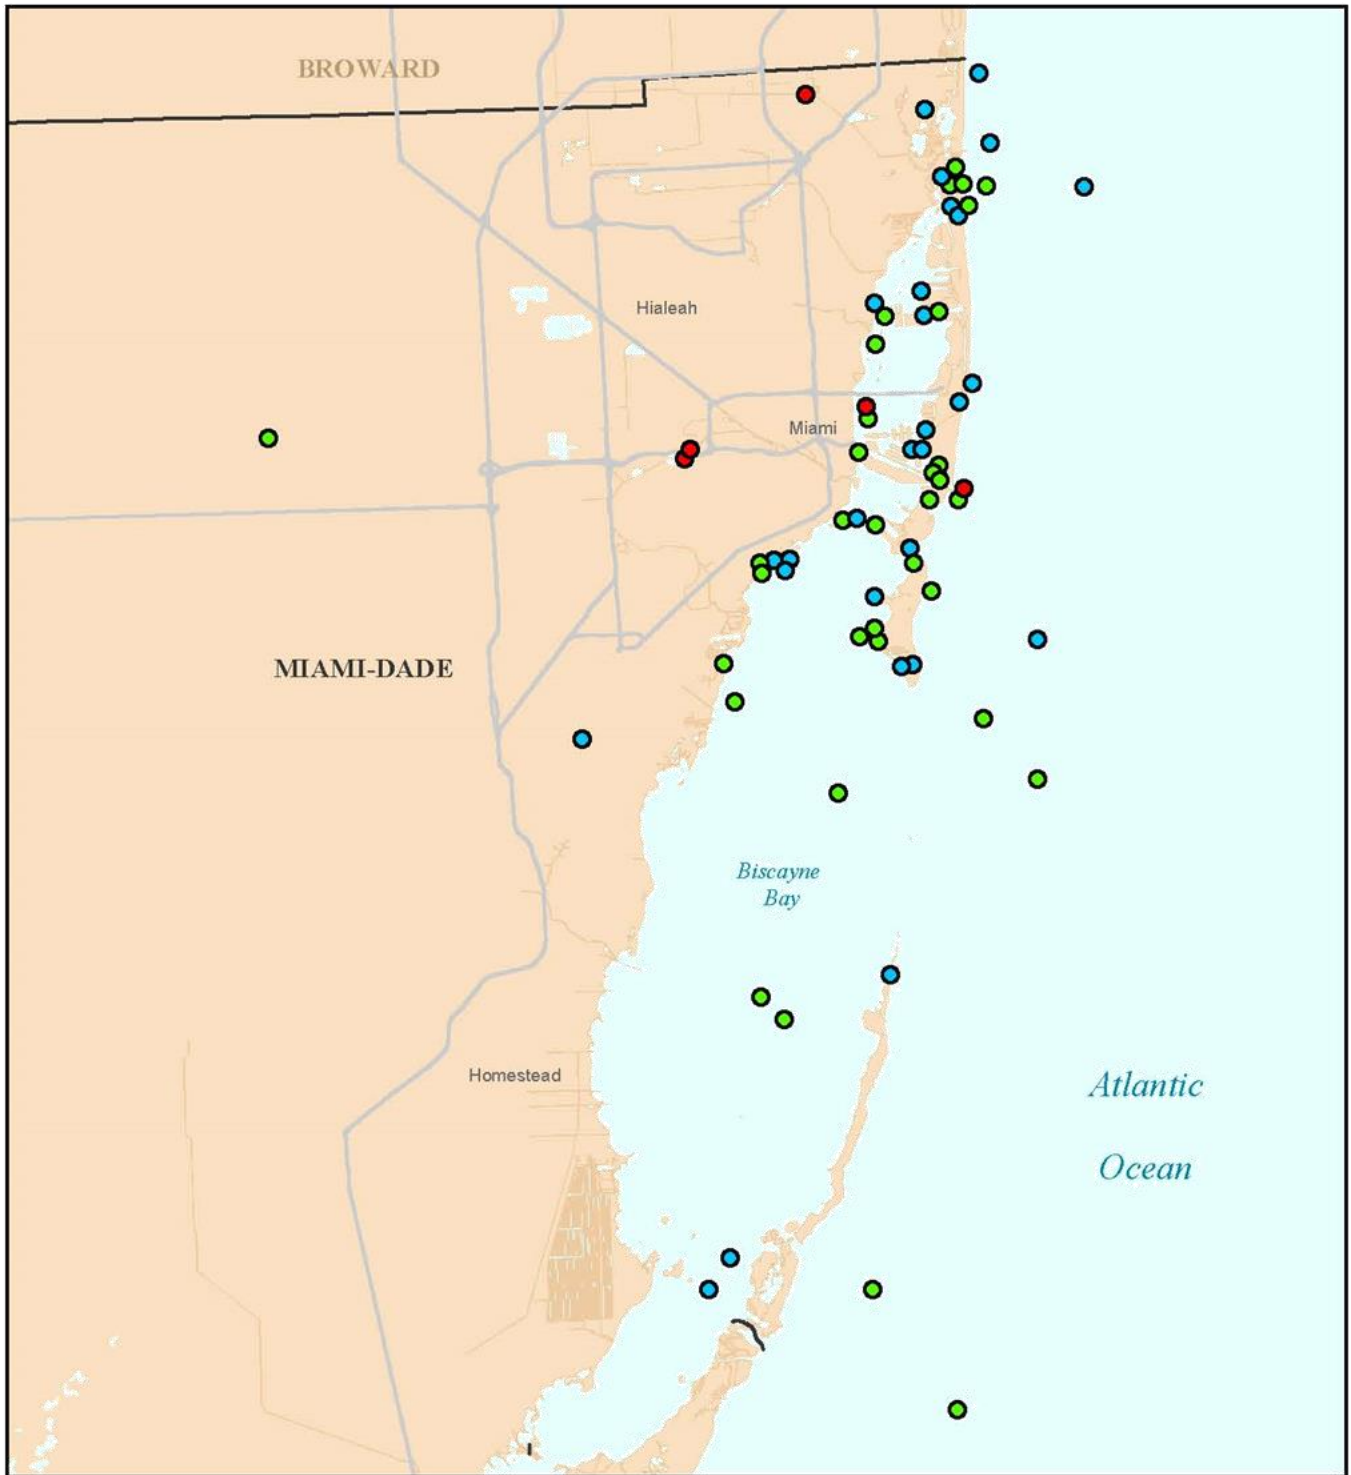 BROWARD
Hialeah
Miami
MIAMI-DADE
Biscayne
Bay
Homestead
Atlantic
Ocean